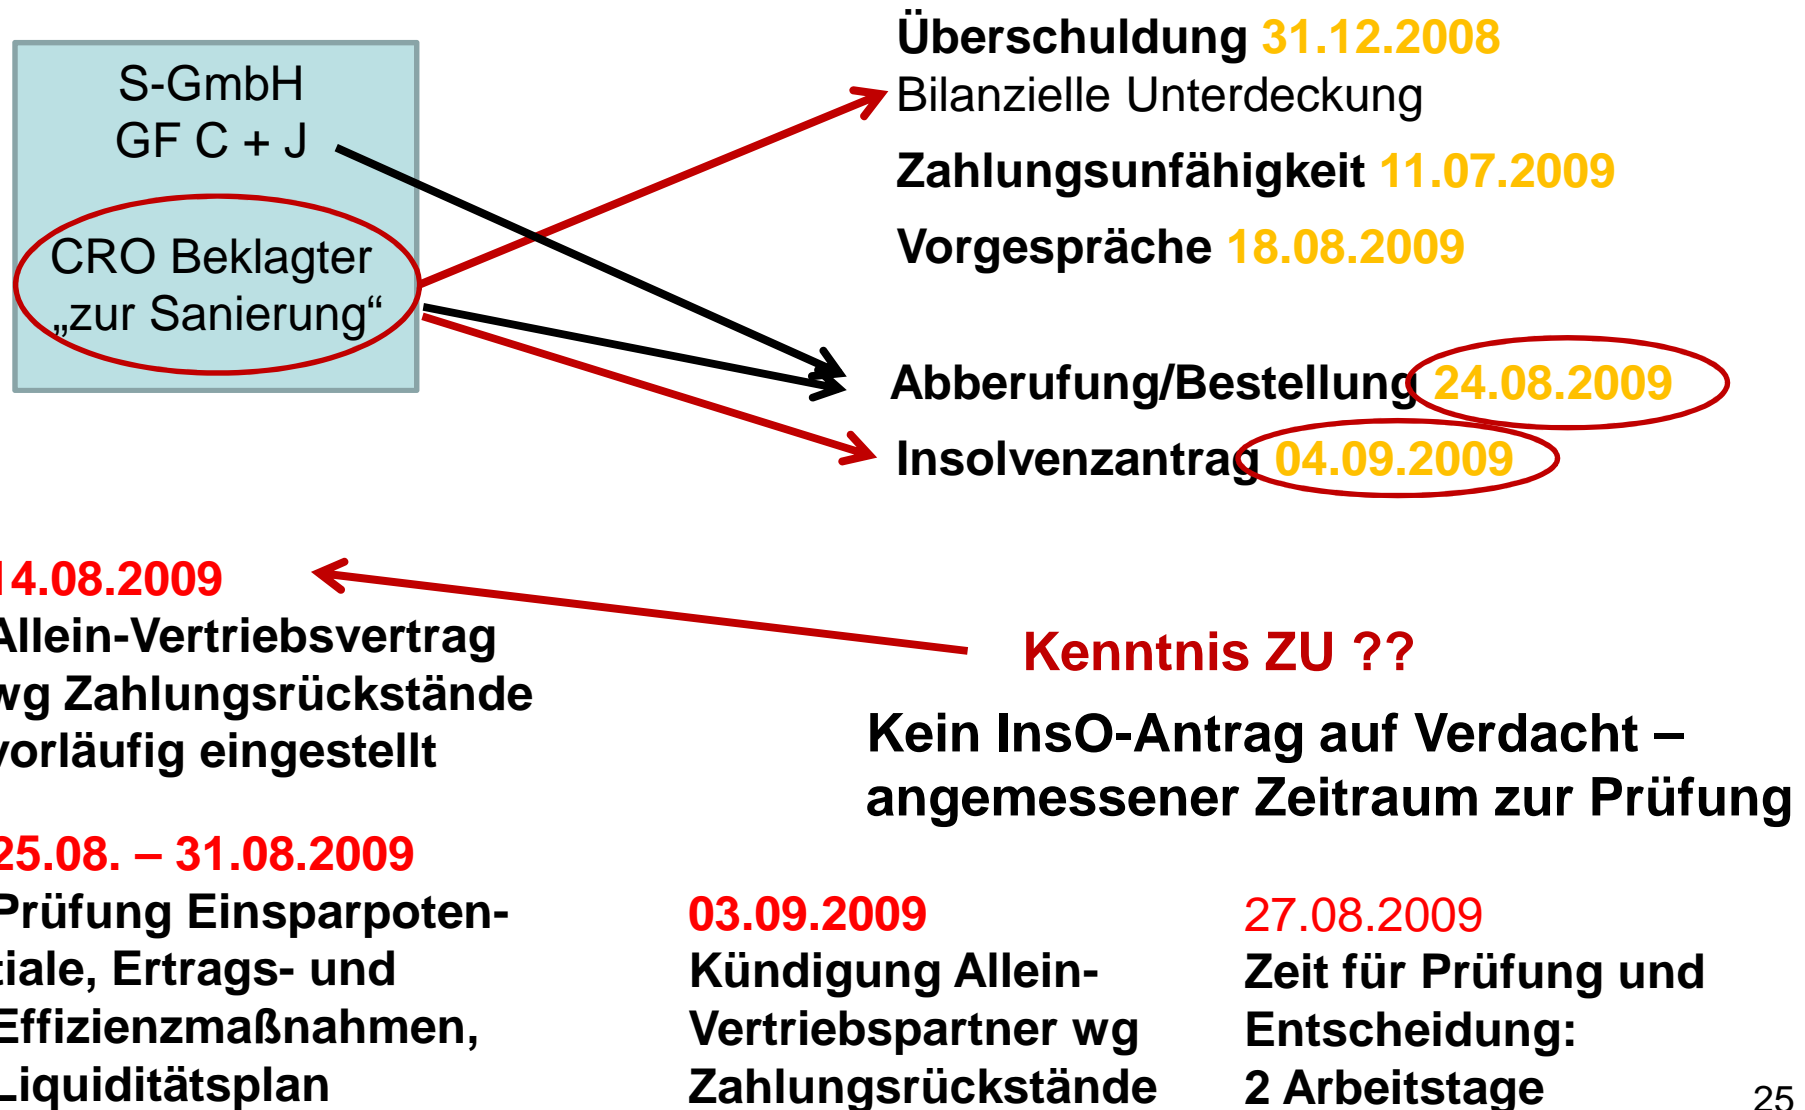 S-GmbH
GF C + J
CRO Beklagter
„zur Sanierung“
Überschuldung 31.12.2008
Bilanzielle Unterdeckung
Zahlungsunfähigkeit 11.07.2009
Vorgespräche 18.08.2009
Abberufung/Bestellung 24.08.2009
Insolvenzantrag 04.09.2009
14.08.2009
Allein-Vertriebsvertrag
wg Zahlungsrückstände
vorläufig eingestellt
Kenntnis ZU ??
Kein InsO-Antrag auf Verdacht –
angemessener Zeitraum zur Prüfung
25.08. – 31.08.2009
Prüfung Einsparpoten-
tiale, Ertrags- und
Effizienzmaßnahmen,
Liquiditätsplan
03.09.2009
Kündigung Allein-
Vertriebspartner wg
Zahlungsrückstände
27.08.2009
Zeit für Prüfung und
Entscheidung:
2 Arbeitstage
25